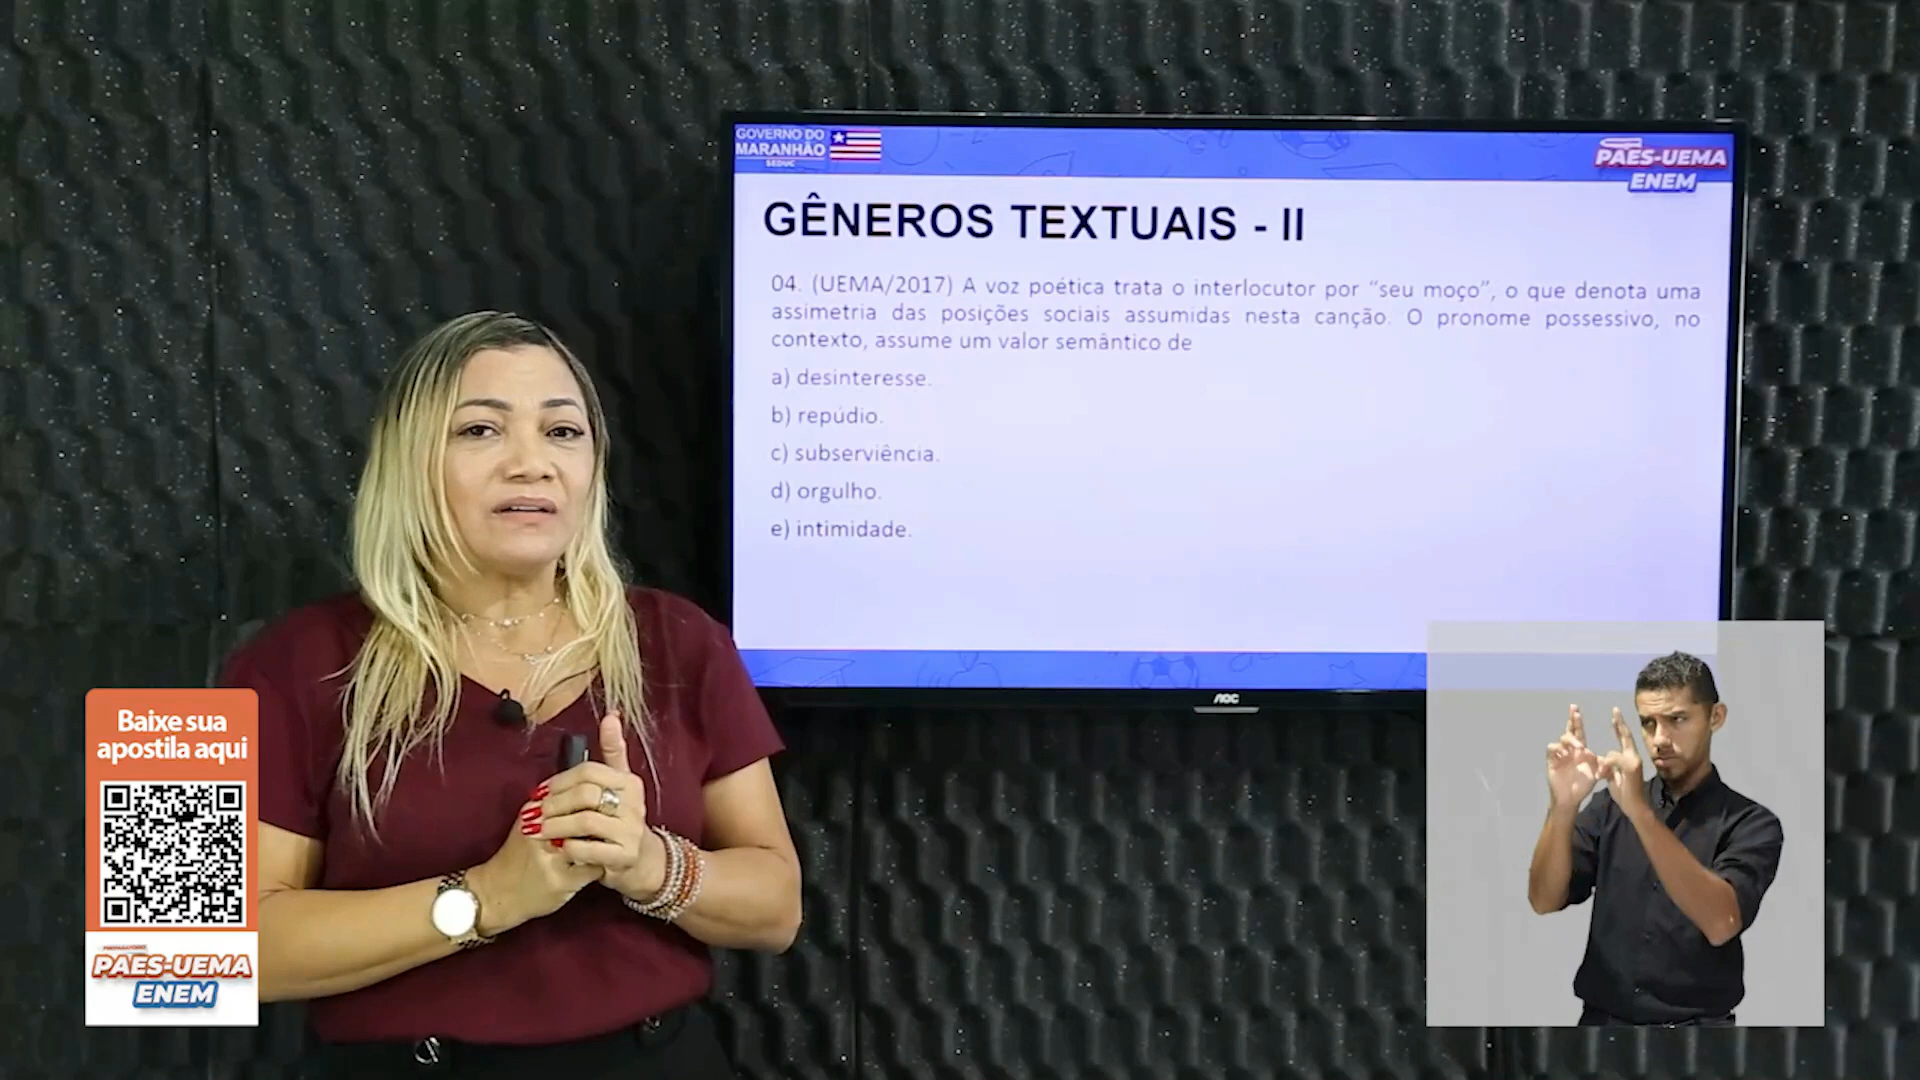 GOVERNO DO
MARANHÃO
SEDUC
PAES-UEMA
ENEM
GÊNEROS TEXTUAIS - II
04. (UEMA/2017) A voz poética trata o interlocutor por “seu moço”, o que denota uma
assimetria das posições sociais assumidas nesta canção. O pronome possessivo, no
contexto, assume um valor semântico de
a) desinteresse.
b) repúdio.
c) subserviência.
d) orgulho.
e) intimidade.
AOC
Baixe sua
apostila aqui
PREPARATÓRIO
PAES-UEMA
ENEM